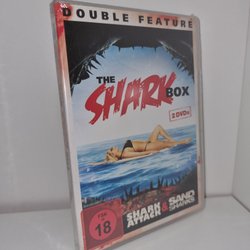 DOUBLE FEATURE
THE
SHARK
BOX
2 DVDs
FSK
18
SHARK ATTACK & SAND SHARKS